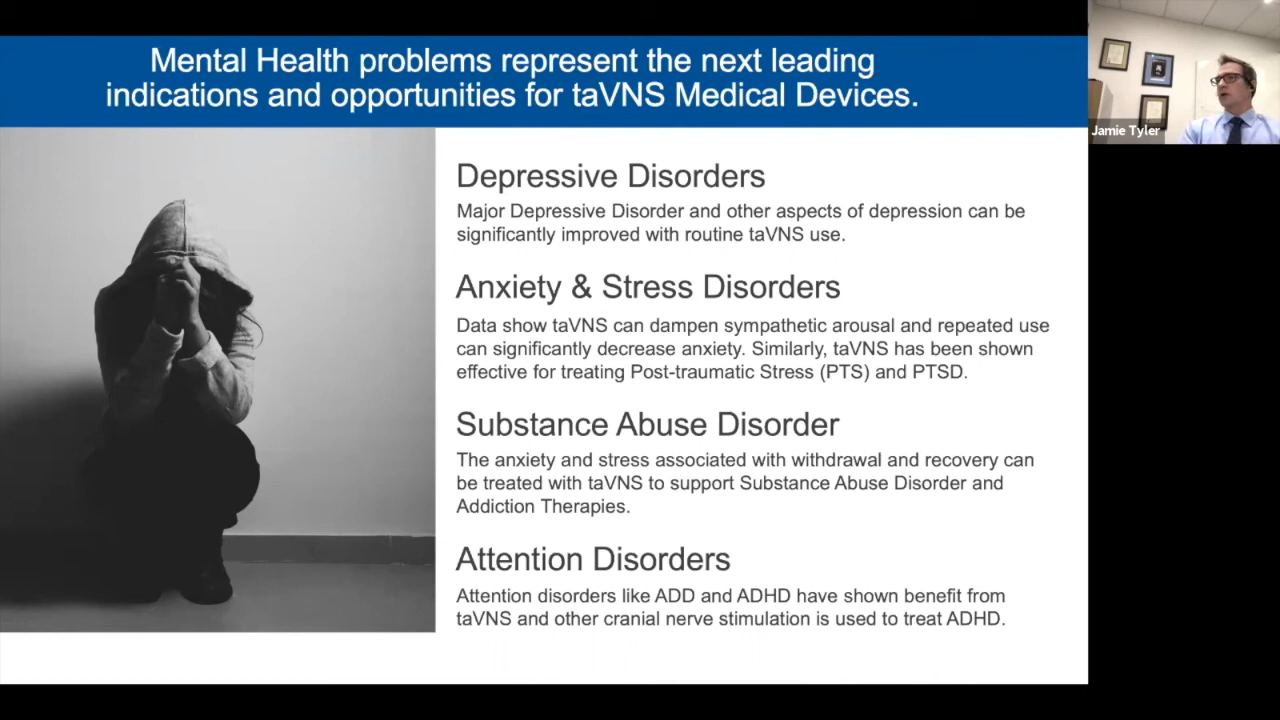 Mental Health problems represent the next leading
indications and opportunities for taVNS Medical Devices.
Jamie Tyler
Depressive Disorders
Major Depressive Disorder and other aspects of depression can be
significantly improved with routine taVNS use.
Anxiety & Stress Disorders
Data show taVNS can dampen sympathetic arousal and repeated use
can significantly decrease anxiety. Similarly, taVNS has been shown
effective for treating Post-traumatic Stress (PTS) and PTSD.
Substance Abuse Disorder
The anxiety and stress associated with withdrawal and recovery can
be treated with taVNS to support Substance Abuse Disorder and
Addiction Therapies.
Attention Disorders
Attention disorders like ADD and ADHD have shown benefit from
taVNS and other cranial nerve stimulation is used to treat ADHD.